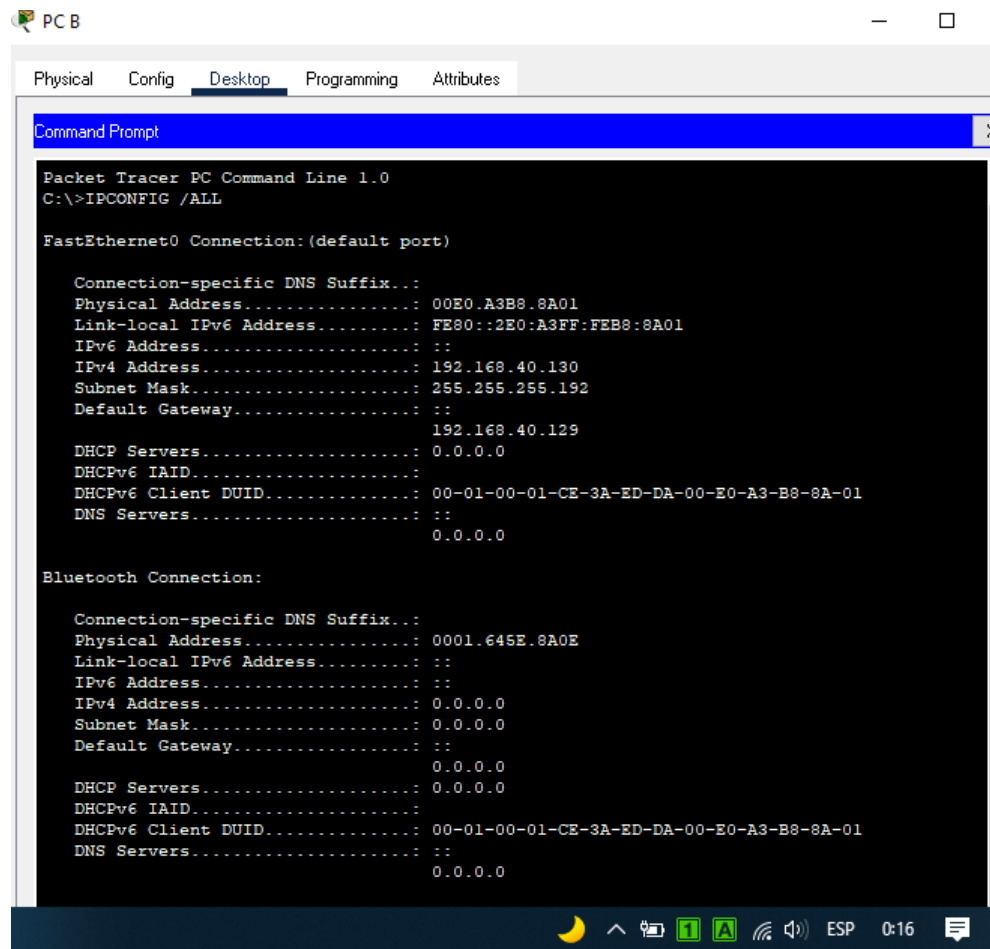 PC B
Physical Config Desktop Programming Attributes
Command Prompt
Packet Tracer PC Command Line 1.0
C:\>IPCONFIG /ALL
FastEthernet0 Connection:(default port)
Connection-specific DNS Suffix..:
Physical Address................: 00E0.A3B8.8A01
Link-local IPv6 Address.........: FE80::2E0:A3FF:FEB8:8A01
IPv6 Address....................: ::
IPv4 Address....................: 192.168.40.130
Subnet Mask.....................: 255.255.255.192
Default Gateway.................: ::
192.168.40.129
DHCP Servers....................: 0.0.0.0
DHCPv6 IAID.....................:
DHCPv6 Client DUID..............: 00-01-00-01-CE-3A-ED-DA-00-E0-A3-B8-8A-01
DNS Servers.....................: ::
0.0.0.0
Bluetooth Connection:
Connection-specific DNS Suffix..:
Physical Address................: 0001.645E.8A0E
Link-local IPv6 Address.........: ::
IPv6 Address....................: ::
IPv4 Address....................: 0.0.0.0
Subnet Mask.....................: 0.0.0.0
Default Gateway.................: ::
0.0.0.0
DHCP Servers....................: 0.0.0.0
DHCPv6 IAID.....................:
DHCPv6 Client DUID..............: 00-01-00-01-CE-3A-ED-DA-00-E0-A3-B8-8A-01
DNS Servers.....................: ::
0.0.0.0
1 A ESP 0:16